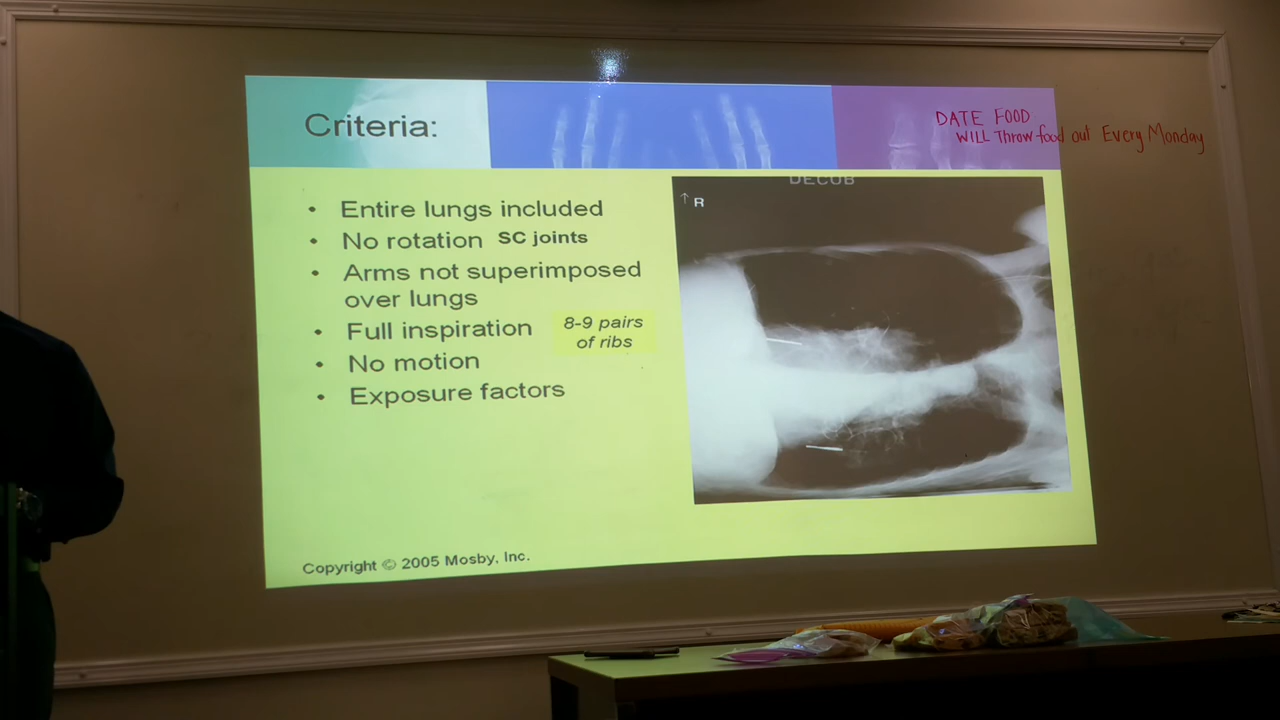 Criteria:
DATE FOOD
WILL Throw food out Every Monday
• Entire lungs included
• No rotation SC joints
• Arms not superimposed
over lungs
• Full inspiration
8-9 pairs
of ribs
• No motion
• Exposure factors
DECUB
↑ R
Copyright © 2005 Mosby, Inc.